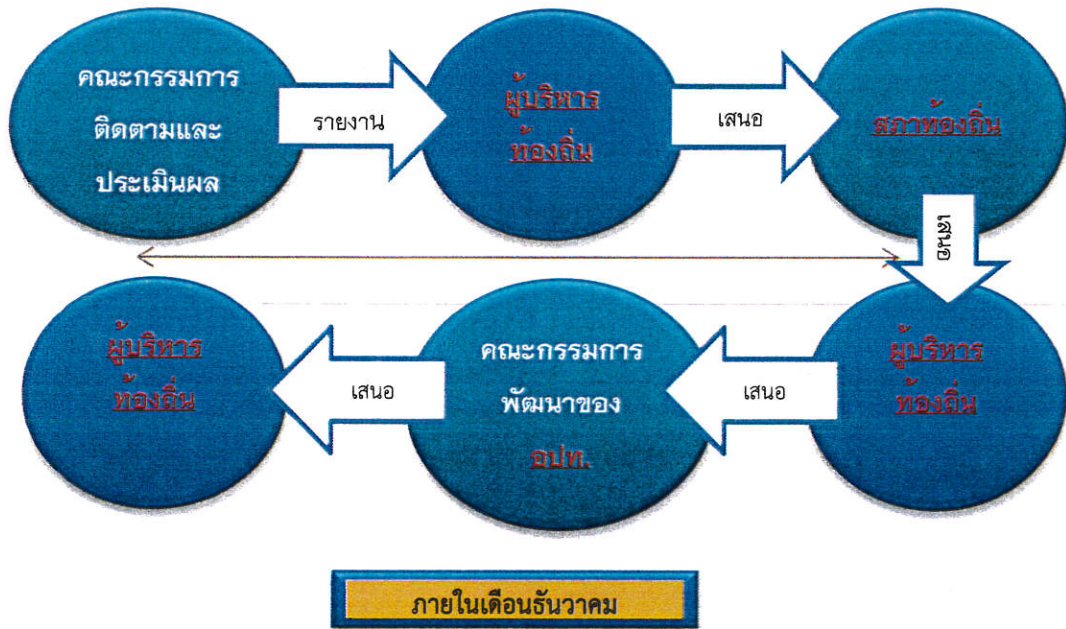 คณะกรรมการ
ติดตามและ
ประเมินผล
รายงาน
ผู้บริหาร
ท้องถิ่น
เสนอ
สภาท้องถิ่น
เสนอ
ผู้บริหาร
ท้องถิ่น
เสนอ
คณะกรรมการ
พัฒนาของ
อปท.
เสนอ
ผู้บริหาร
ท้องถิ่น
ภายในเดือนธันวาคม